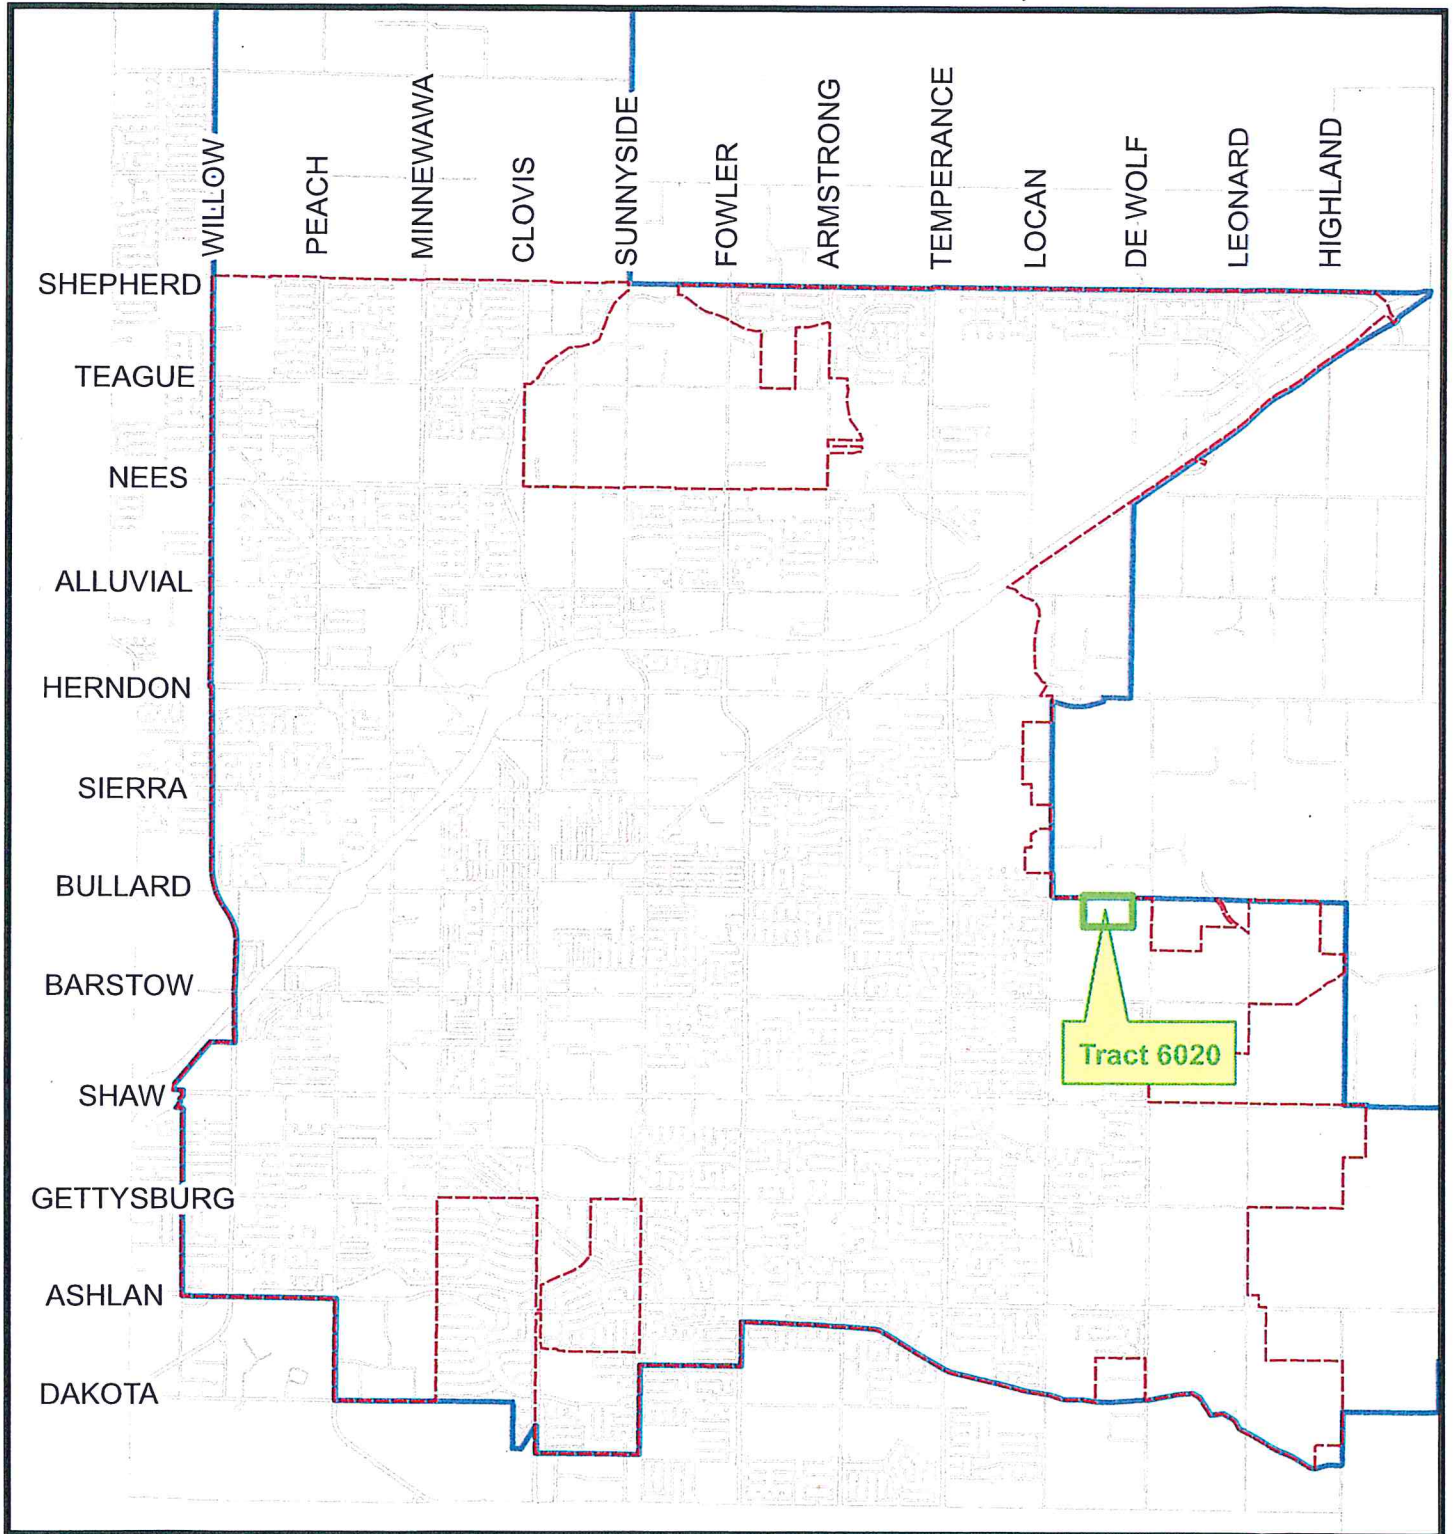 WILLOW
PEACH
MINNEWAWA
CLOVIS
SUNNYSIDE
FOWLER
ARMSTRONG
TEMPERANCE
LOCAN
DE WOLF
LEONARD
HIGHLAND
SHEPHERD
TEAGUE
NEES
ALLUVIAL
HERNDON
SIERRA
BULLARD
BARSTOW
Tract 6020
SHAW
GETTYSBURG
ASHLAN
DAKOTA